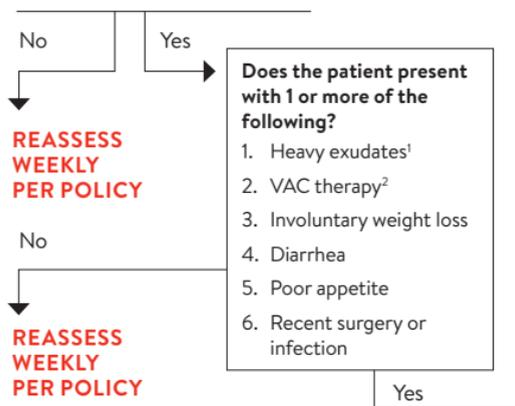 No
Yes
REASSESS
WEEKLY
PER POLICY
Does the patient present
with 1 or more of the
following?
1. Heavy exudates¹
2. VAC therapy²
3. Involuntary weight loss
4. Diarrhea
5. Poor appetite
6. Recent surgery or
infection
No
REASSESS
WEEKLY
PER POLICY
Yes